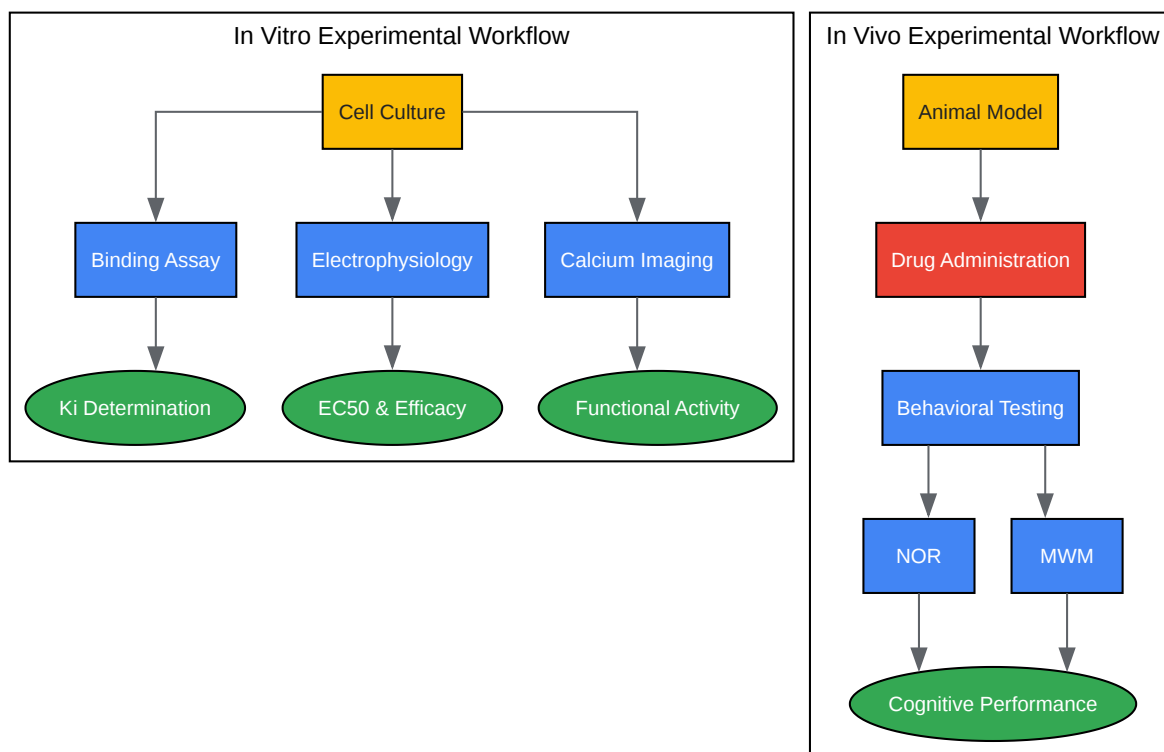 In Vitro Experimental Workflow
Cell Culture
Binding Assay
Electrophysiology
Calcium Imaging
Ki Determination
EC50 & Efficacy
Functional Activity
In Vivo Experimental Workflow
Animal Model
Drug Administration
Behavioral Testing
NOR
MWM
Cognitive Performance